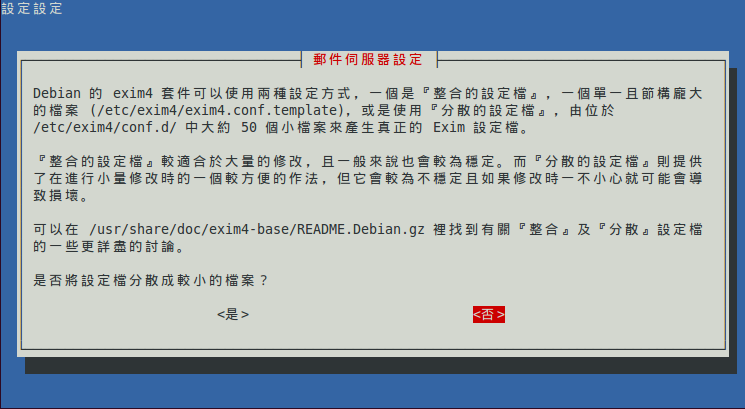 設定設定
郵件伺服器設定
Debian 的 exim4 套件可以使用兩種設定方式，一個是『整合的設定檔』，一個單一且節構龐大
的檔案 (/etc/exim4/exim4.conf.template)，或是使用『分散的設定檔』，由位於
/etc/exim4/conf.d/ 中大約 50 個小檔案來產生真正的 Exim 設定檔。
『整合的設定檔』較適合於大量的修改，且一般來說也會較為穩定。而『分散的設定檔』則提供
了在進行小量修改時的一個較方便的作法，但它會較為不穩定且如果修改時一不小心就可能會導
致損壞。
可以在 /usr/share/doc/exim4-base/README.Debian.gz 裡找到有關『整合』及『分散』設定檔
的一些更詳盡的討論。
是否將設定檔分散成較小的檔案？
<是> <否>